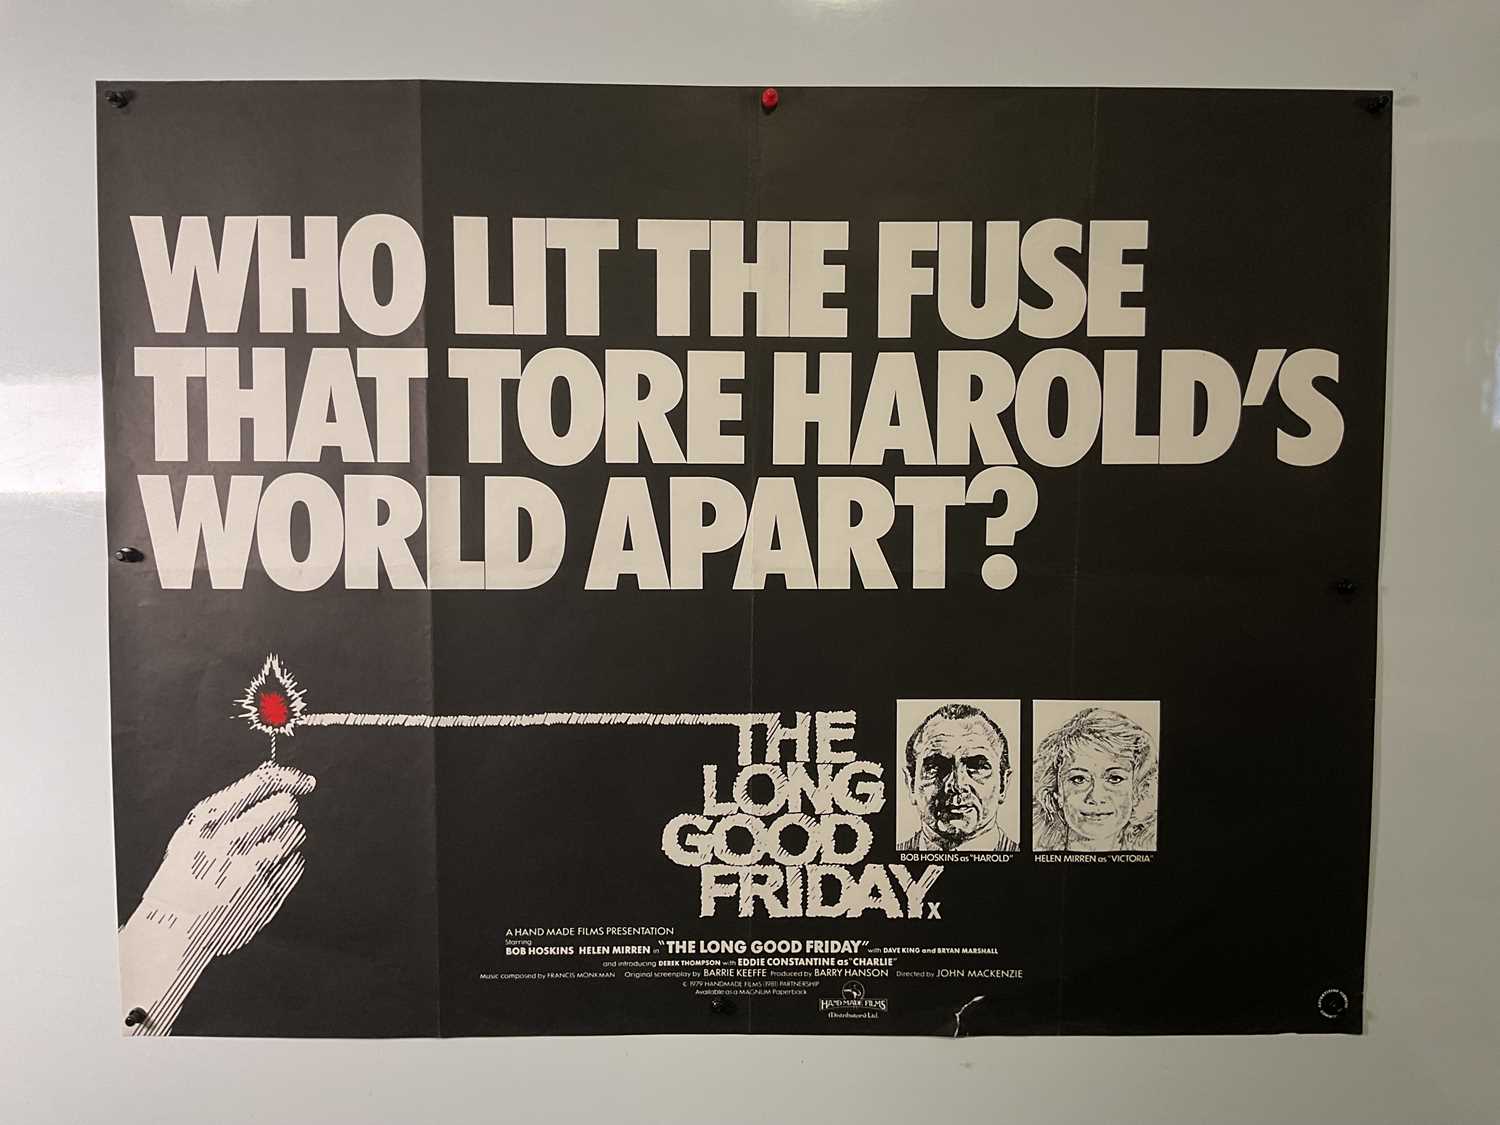 WHO LIT THE FUSE
THAT TORE HAROLD'S
WORLD APART?
THE
LONG
GOOD
FRIDAY
X
BOB HOSKINS as "HAROLD"
HELEN MIRREN as "VICTORIA"
A HAND MADE FILMS PRESENTATION
Starring
BOB HOSKINS HELEN MIRREN in "THE LONG GOOD FRIDAY" with DAVE KING and BRYAN MARSHALL
and introducing DEREK THOMPSON with EDDIE CONSTANTINE as "CHARLIE"
Music composed by FRANCIS MONKMAN Original screenplay by BARRIE KEEFFE Produced by BARRY HANSON Directed by JOHN MACKENZIE
© 1979 HANDMADE FILMS (1981) PARTNERSHIP
Available as a MAGNUM Paperback
HANDMADE FILMS
(Distributors) Ltd.